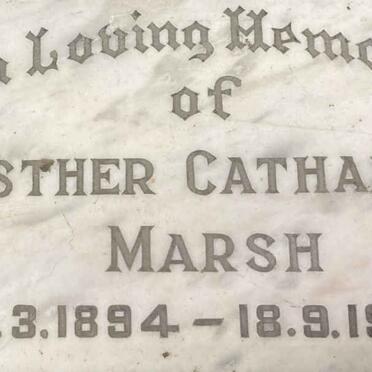 n Loving Memo
of
STHER CATHA
MARSH
.3.1894 – 18.9.19